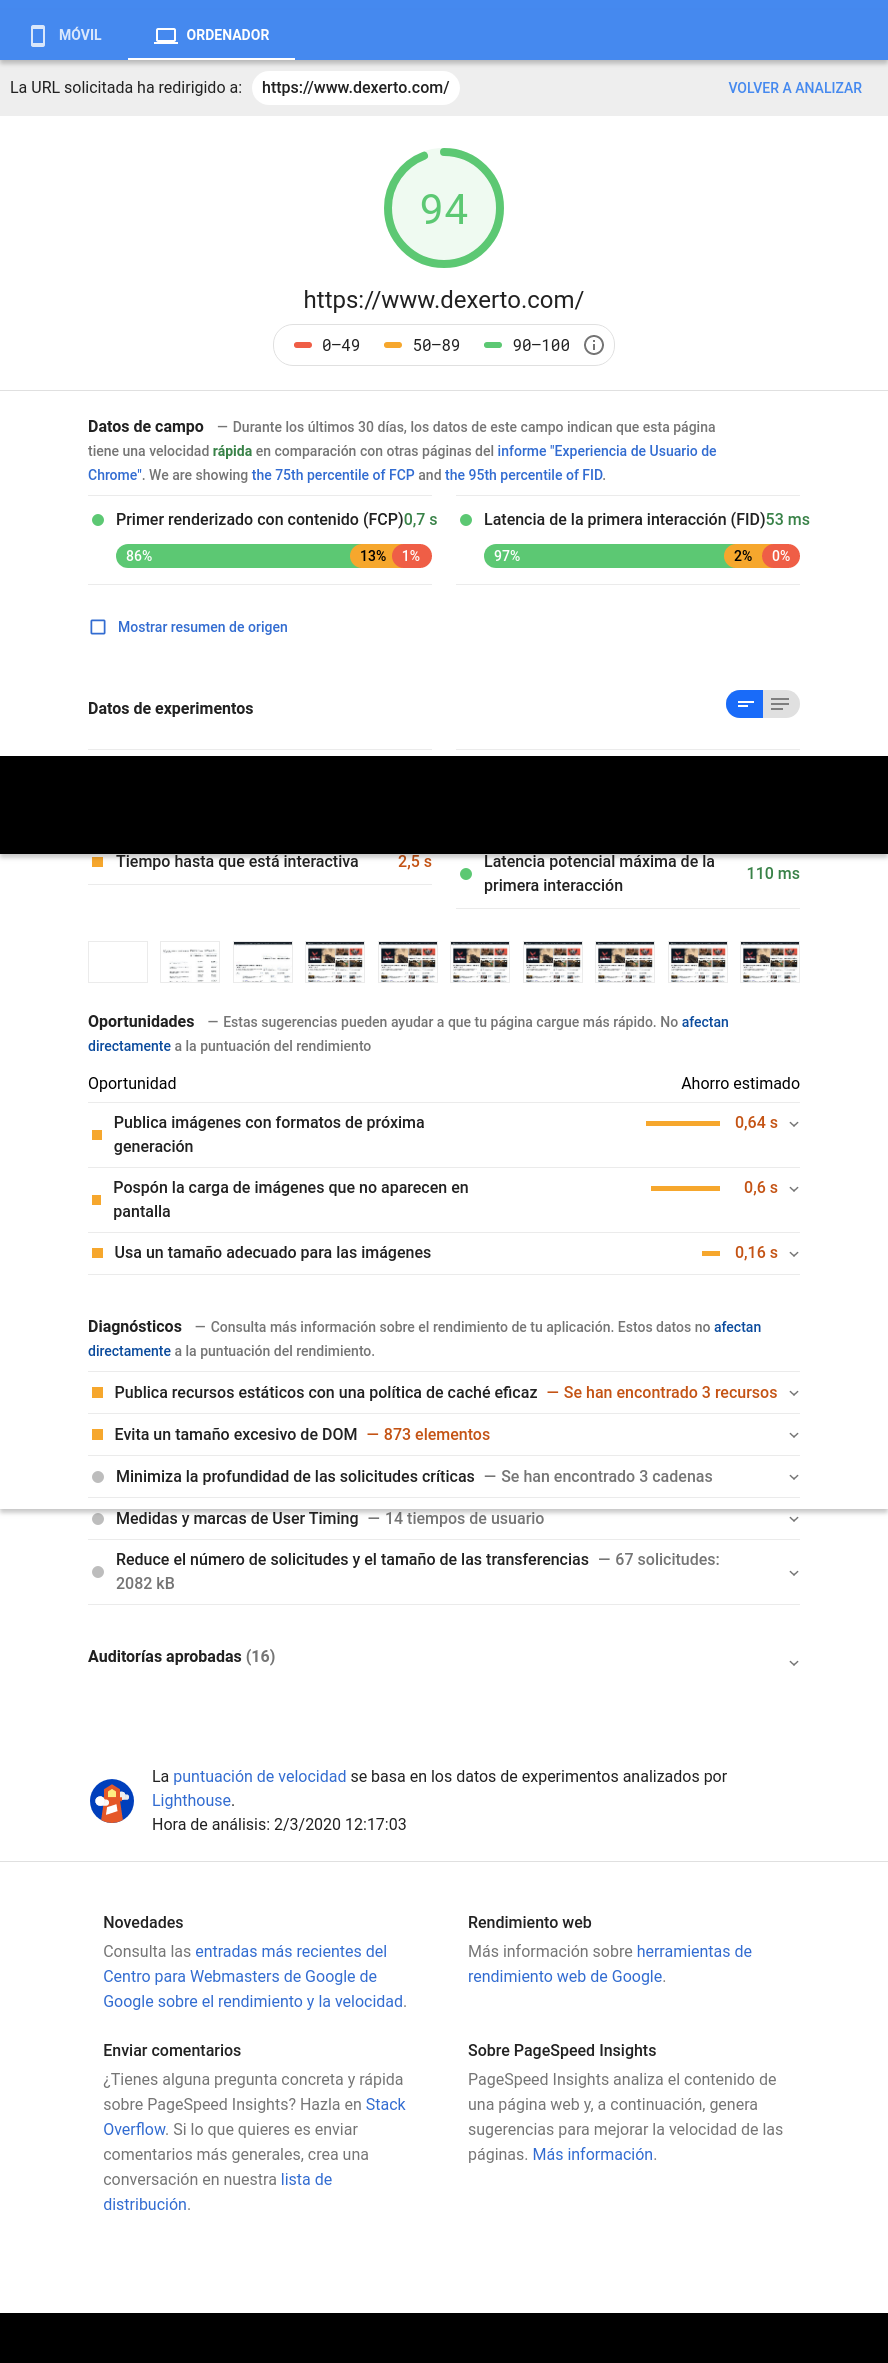 MÓVIL
ORDENADOR
La URL solicitada ha redirigido a: https://www.dexerto.com/ VOLVER A ANALIZAR
94
https://www.dexerto.com/
0–49 50–89 90–100
Datos de campo — Durante los últimos 30 días, los datos de este campo indican que esta página
tiene una velocidad rápida en comparación con otras páginas del informe "Experiencia de Usuario de
Chrome". We are showing the 75th percentile of FCP and the 95th percentile of FID.
Primer renderizado con contenido (FCP) 0,7 s
86% 13% 1%
Latencia de la primera interacción (FID) 53 ms
97% 2% 0%
Mostrar resumen de origen
Datos de experimentos
Tiempo hasta que está interactiva 2,5 s
Latencia potencial máxima de la
primera interacción
110 ms
Oportunidades — Estas sugerencias pueden ayudar a que tu página cargue más rápido. No afectan
directamente a la puntuación del rendimiento
Oportunidad Ahorro estimado
Publica imágenes con formatos de próxima
generación
0,64 s
Pospón la carga de imágenes que no aparecen en
pantalla
0,6 s
Usa un tamaño adecuado para las imágenes 0,16 s
Diagnósticos — Consulta más información sobre el rendimiento de tu aplicación. Estos datos no afectan
directamente a la puntuación del rendimiento.
Publica recursos estáticos con una política de caché eficaz — Se han encontrado 3 recursos
Evita un tamaño excesivo de DOM — 873 elementos
Minimiza la profundidad de las solicitudes críticas — Se han encontrado 3 cadenas
Medidas y marcas de User Timing — 14 tiempos de usuario
Reduce el número de solicitudes y el tamaño de las transferencias — 67 solicitudes:
2082 kB
Auditorías aprobadas (16)
La puntuación de velocidad se basa en los datos de experimentos analizados por
Lighthouse.
Hora de análisis: 2/3/2020 12:17:03
Novedades
Consulta las entradas más recientes del
Centro para Webmasters de Google de
Google sobre el rendimiento y la velocidad.
Rendimiento web
Más información sobre herramientas de
rendimiento web de Google.
Enviar comentarios
¿Tienes alguna pregunta concreta y rápida
sobre PageSpeed Insights? Hazla en Stack
Overflow. Si lo que quieres es enviar
comentarios más generales, crea una
conversación en nuestra lista de
distribución.
Sobre PageSpeed Insights
PageSpeed Insights analiza el contenido de
una página web y, a continuación, genera
sugerencias para mejorar la velocidad de las
páginas. Más información.